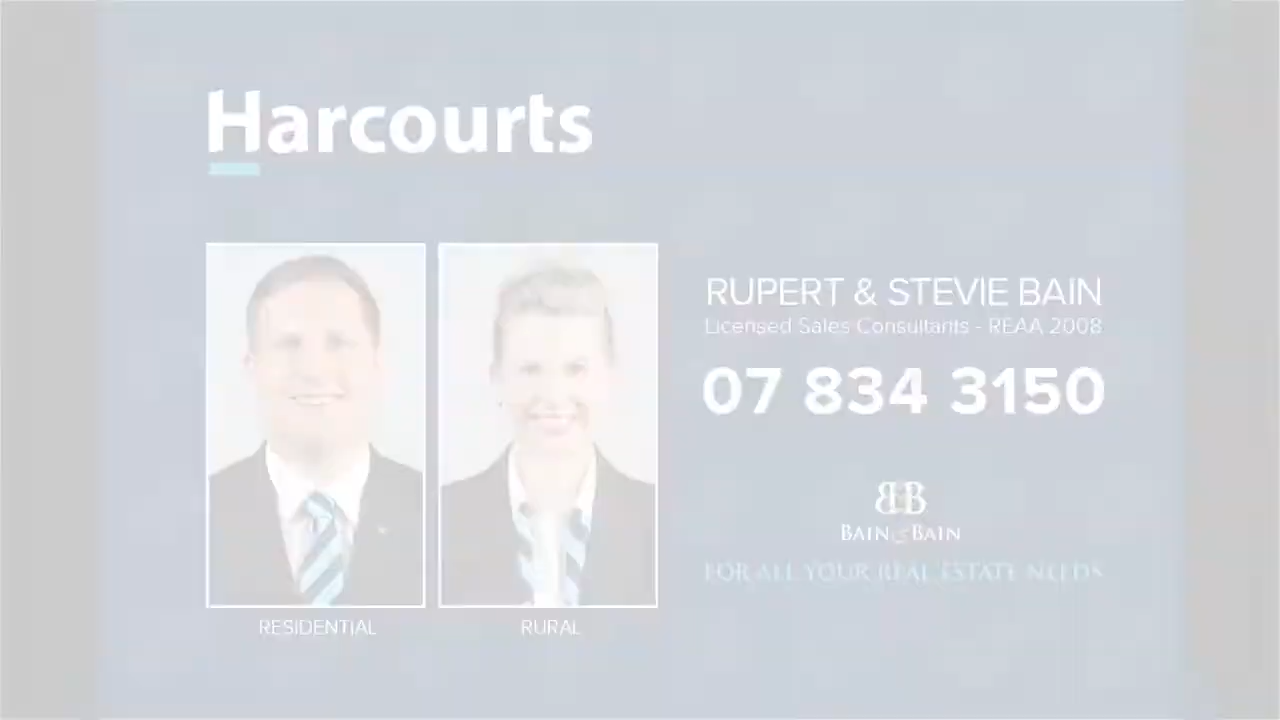 Harcourts
RUPERT & STEVIE BAIN
Licensed Sales Consultants - REAA 2008
07 834 3150
BB
BAIN & BAIN
FOR ALL YOUR REAL ESTATE NEEDS
RESIDENTIAL
RURAL